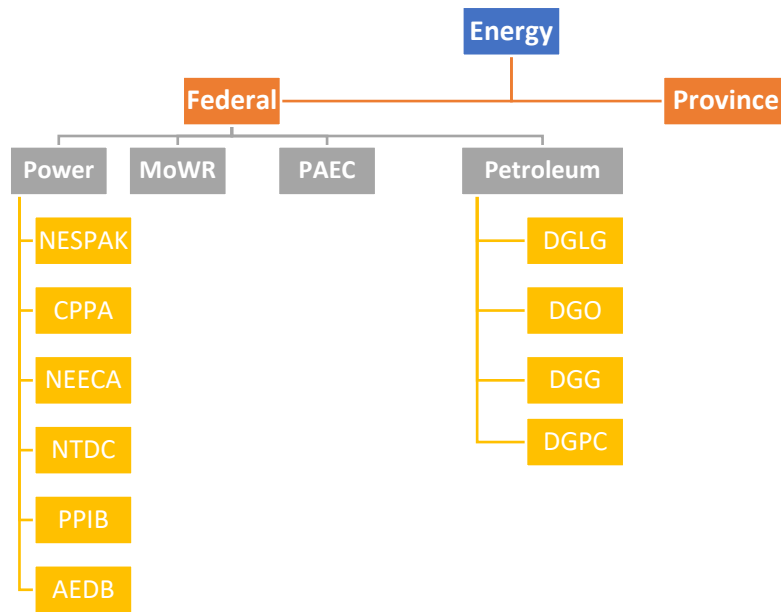 Energy
Federal
Province
Power
MoWR
PAEC
Petroleum
NESPAK
CPPA
NEECA
NTDC
PPIB
AEDB
DGLG
DGO
DGG
DGPC